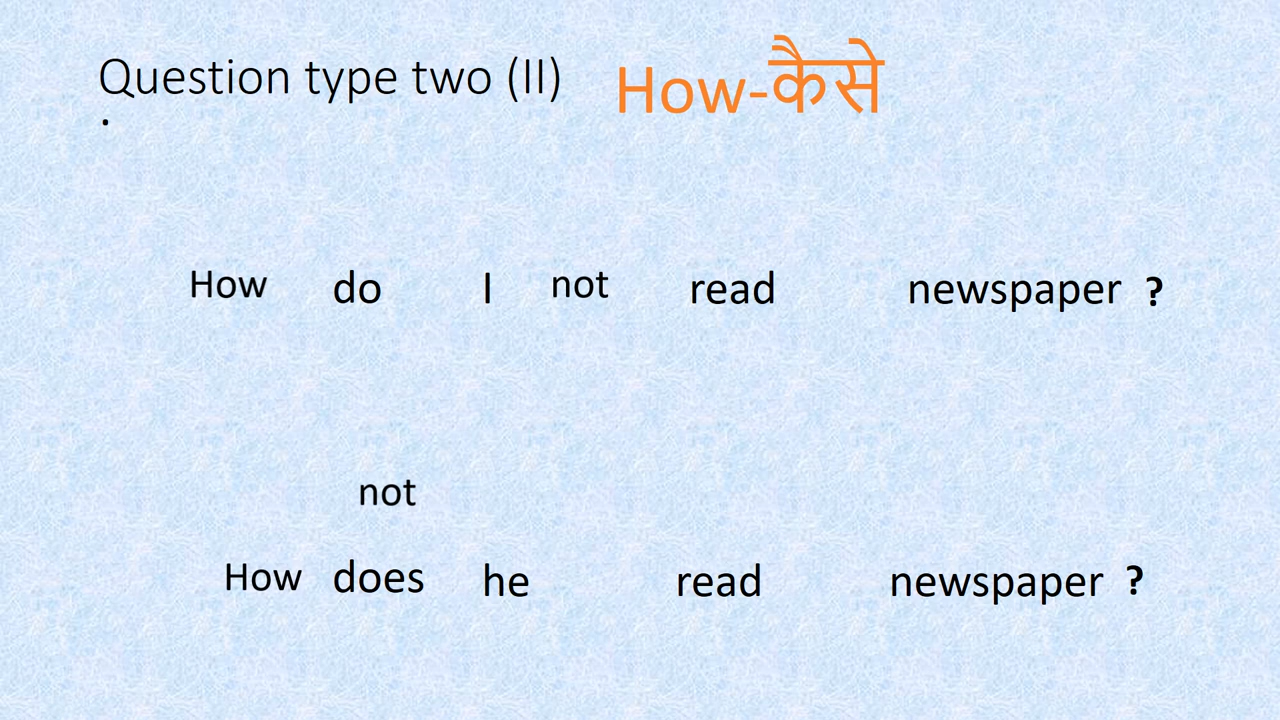 Question type two (II) How-कैसे
.
How do I not read newspaper ?
not
How does he read newspaper ?